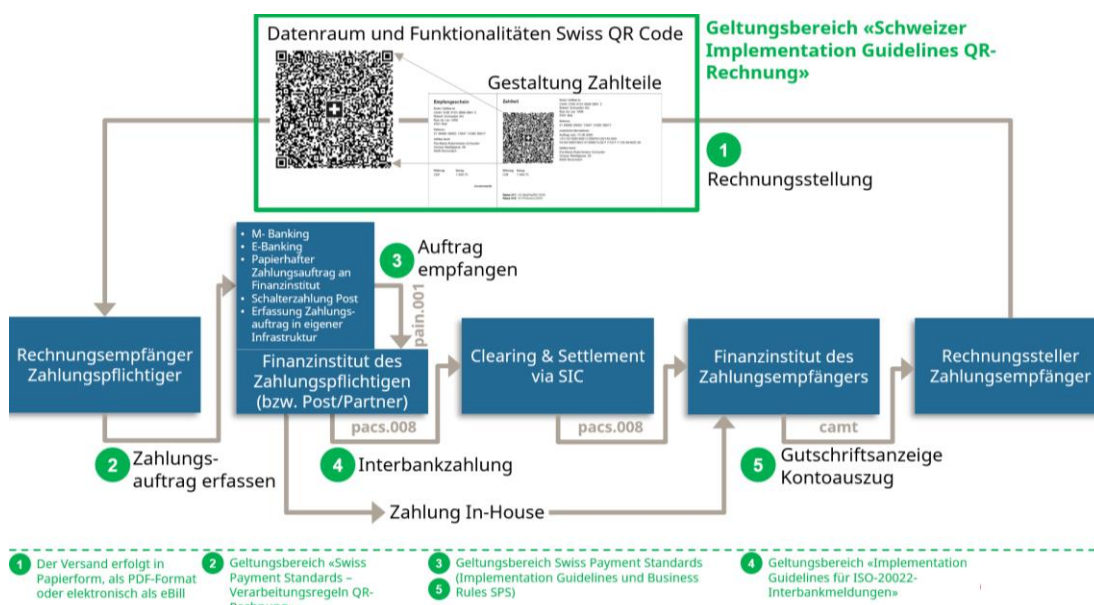 Datenraum und Funktionalitäten Swiss QR Code
Geltungsbereich «Schweizer
Implementation Guidelines QR-
Rechnung»
Gestaltung Zahlteile
Empfangsschein
Zahlteil
1
Rechnungsstellung
• M- Banking
• E-Banking
• Papierhafter
Zahlungsauftrag an
Finanzinstitut
• Schalterzahlung Post
• Erfassung Zahlungs-
auftrag in eigener
Infrastruktur
3
Auftrag
empfangen
pain.001
Rechnungsempfänger
Zahlungspflichtiger
Finanzinstitut des
Zahlungspflichtigen
(bzw. Post/Partner)
Clearing & Settlement
via SIC
Finanzinstitut des
Zahlungsempfängers
Rechnungssteller
Zahlungsempfänger
pacs.008
pacs.008
camt
2
Zahlungs-
auftrag erfassen
4
Interbankzahlung
5
Gutschriftsanzeige
Kontoauszug
Zahlung In-House
1
Der Versand erfolgt in
Papierform, als PDF-Format
oder elektronisch als eBill
2
Geltungsbereich «Swiss
Payment Standards –
Verarbeitungsregeln QR-
3
5
Geltungsbereich Swiss Payment Standards
(Implementation Guidelines und Business
Rules SPS)
4
Geltungsbereich «Implementation
Guidelines für ISO-20022-
Interbankmeldungen»